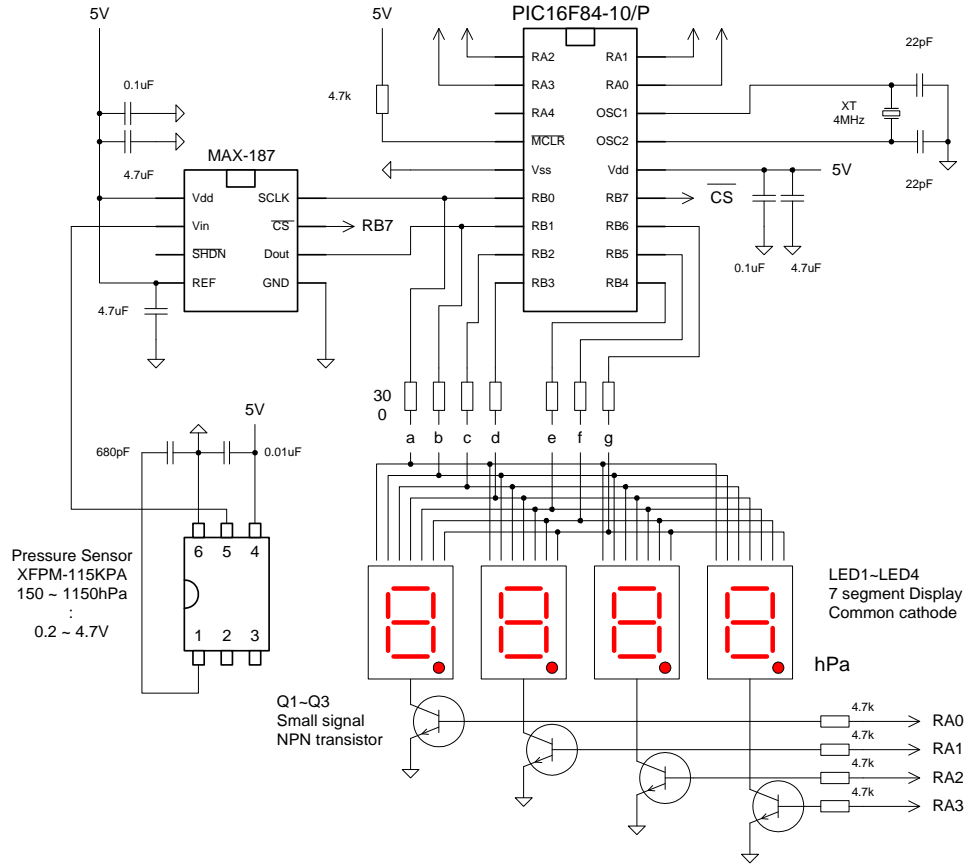 PIC16F84-10/P
5V
5V
22pF
RA2
RA1
0.1uF
4.7k
RA3
RA0
RA4
OSC1
XT
4MHz
MCLR
OSC2
MAX-187
4.7uF
Vss
Vdd
5V
22pF
Vdd
SCLK
RB0
RB7
CS
Vin
CS
RB7
RB1
RB6
SHDN
Dout
RB2
RB5
0.1uF
4.7uF
REF
GND
RB3
RB4
4.7uF
30
0
5V
a
b
c
d
e
f
g
680pF
0.01uF
6
5
4
Pressure Sensor
XFPM-115KPA
150 ~ 1150hPa
:
0.2 ~ 4.7V
1
2
3
LED1~LED4
7 segment Display
Common cathode
hPa
Q1~Q3
Small signal
NPN transistor
4.7k
RA0
4.7k
RA1
4.7k
RA2
4.7k
RA3